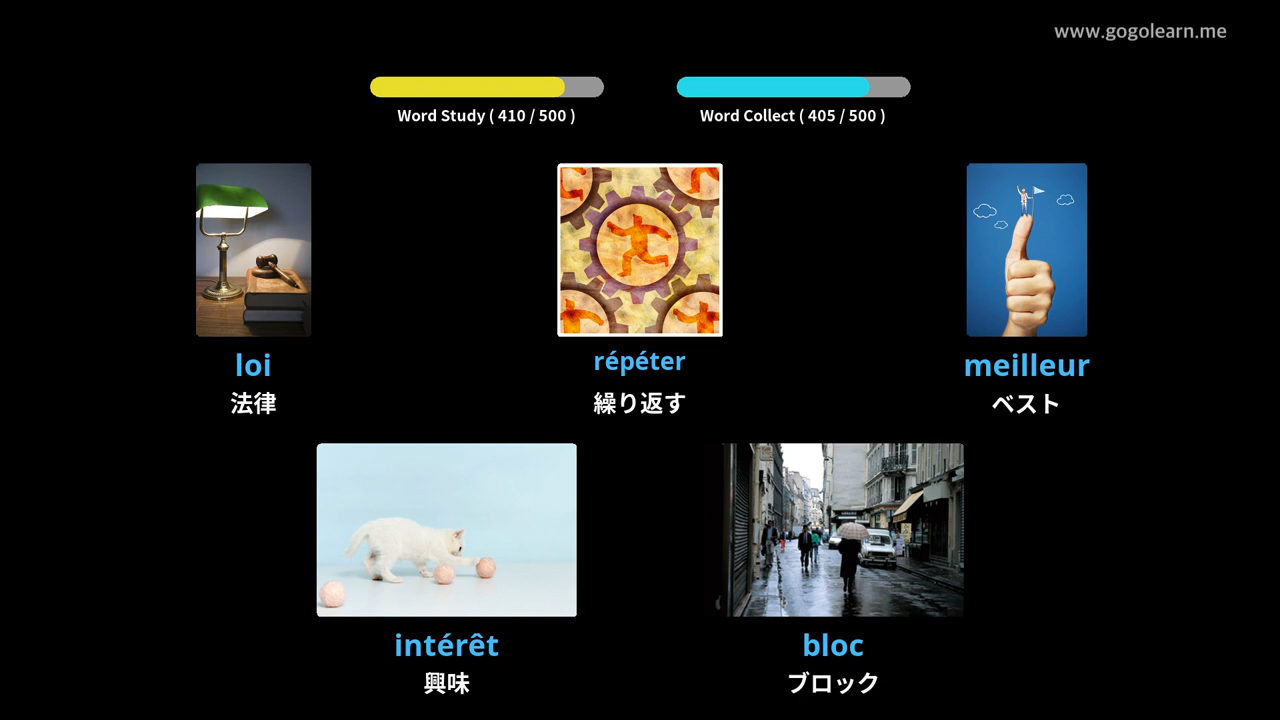 www.gogolearn.me
Word Study ( 410 / 500 )
Word Collect ( 405 / 500 )
loi
法律
répéter
繰り返す
meilleur
ベスト
intérêt
興味
bloc
ブロック